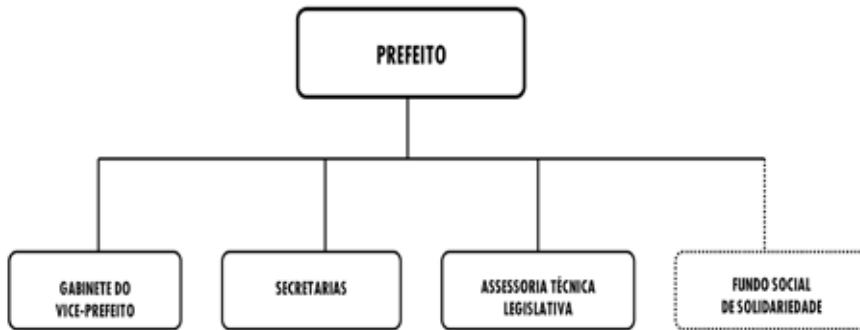 PREFEITO
GABINETE DO
VICE-PREFEITO
SECRETARIAS
ASSESSORIA TÉCNICA
LEGISLATIVA
FUNDO SOCIAL
DE SOLIDARIEDADE